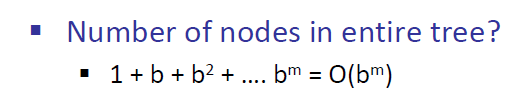 ▪ Number of nodes in entire tree?
▪ 1 + b + b² + …. bᵐ = O(bᵐ)